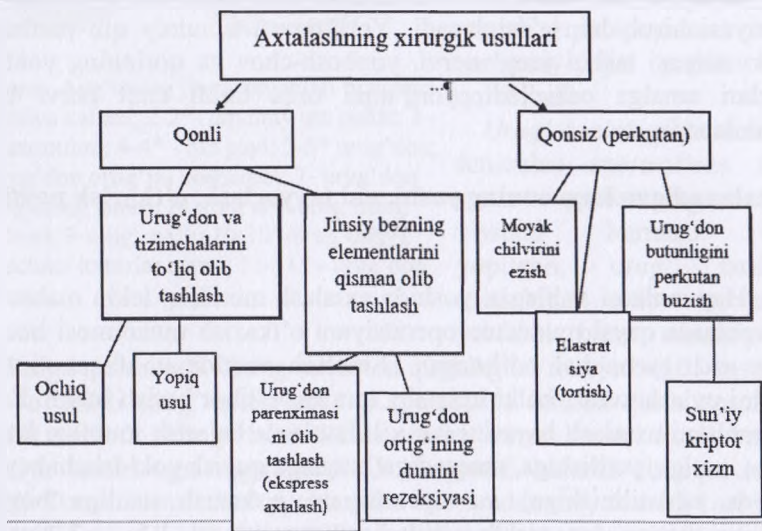 Axtalashning xirurgik usullari
Qonli
Qonsiz (perkutan)
Urug‘don va
tizimchalarini
to‘liq olib
tashlash
Jinsiy bezning
elementlarini
qisman olib
tashlash
Moyak
chilvirini
ezish
Urug‘don
butunligini
perkutan
buzish
Ochiq
usul
Yopiq
usul
Urug‘don
parenximasi
ni olib
tashlash
(ekspress
axtalash)
Urug‘don
ortig‘ining
dumini
rezeksiyasi
Elastrat
siya
(tortish)
Sun’iy
kriptor-
xizm